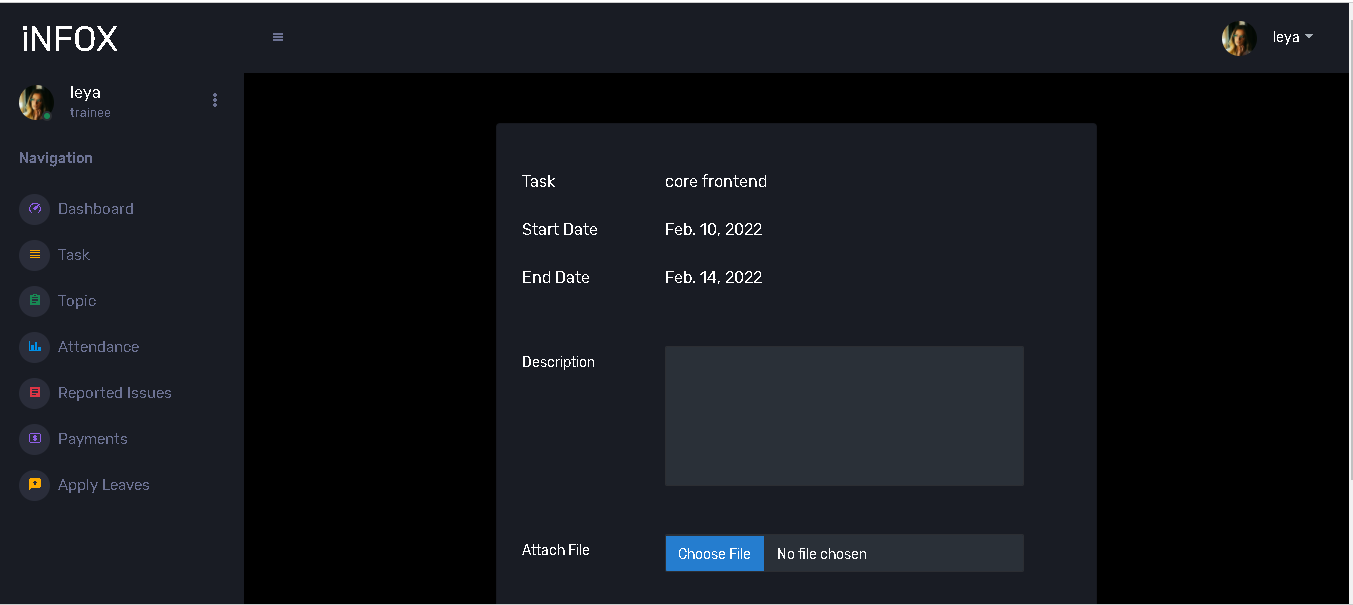 iNFOX
leya
leya
trainee
Navigation
Dashboard
Task
Topic
Attendance
Reported Issues
Payments
Apply Leaves
Task core frontend
Start Date Feb. 10, 2022
End Date Feb. 14, 2022
Description
Attach File Choose File No file chosen